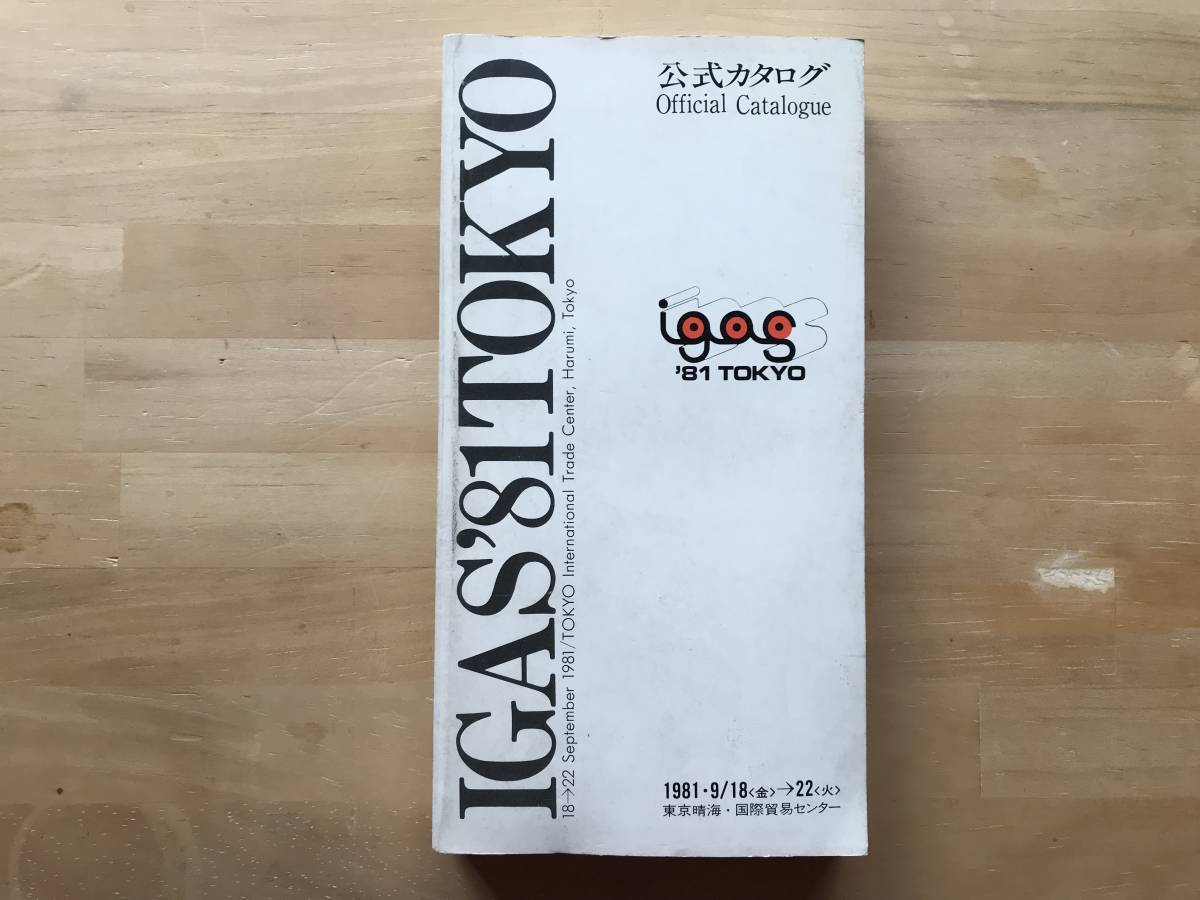 IGAS'81TOKYO
18→22 September 1981/TOKYO International Trade Center, Harumi, Tokyo
公式カタログ
Official Catalogue
igas
'81 TOKYO
1981・9/18<金>→22<火>
東京晴海・国際貿易センター